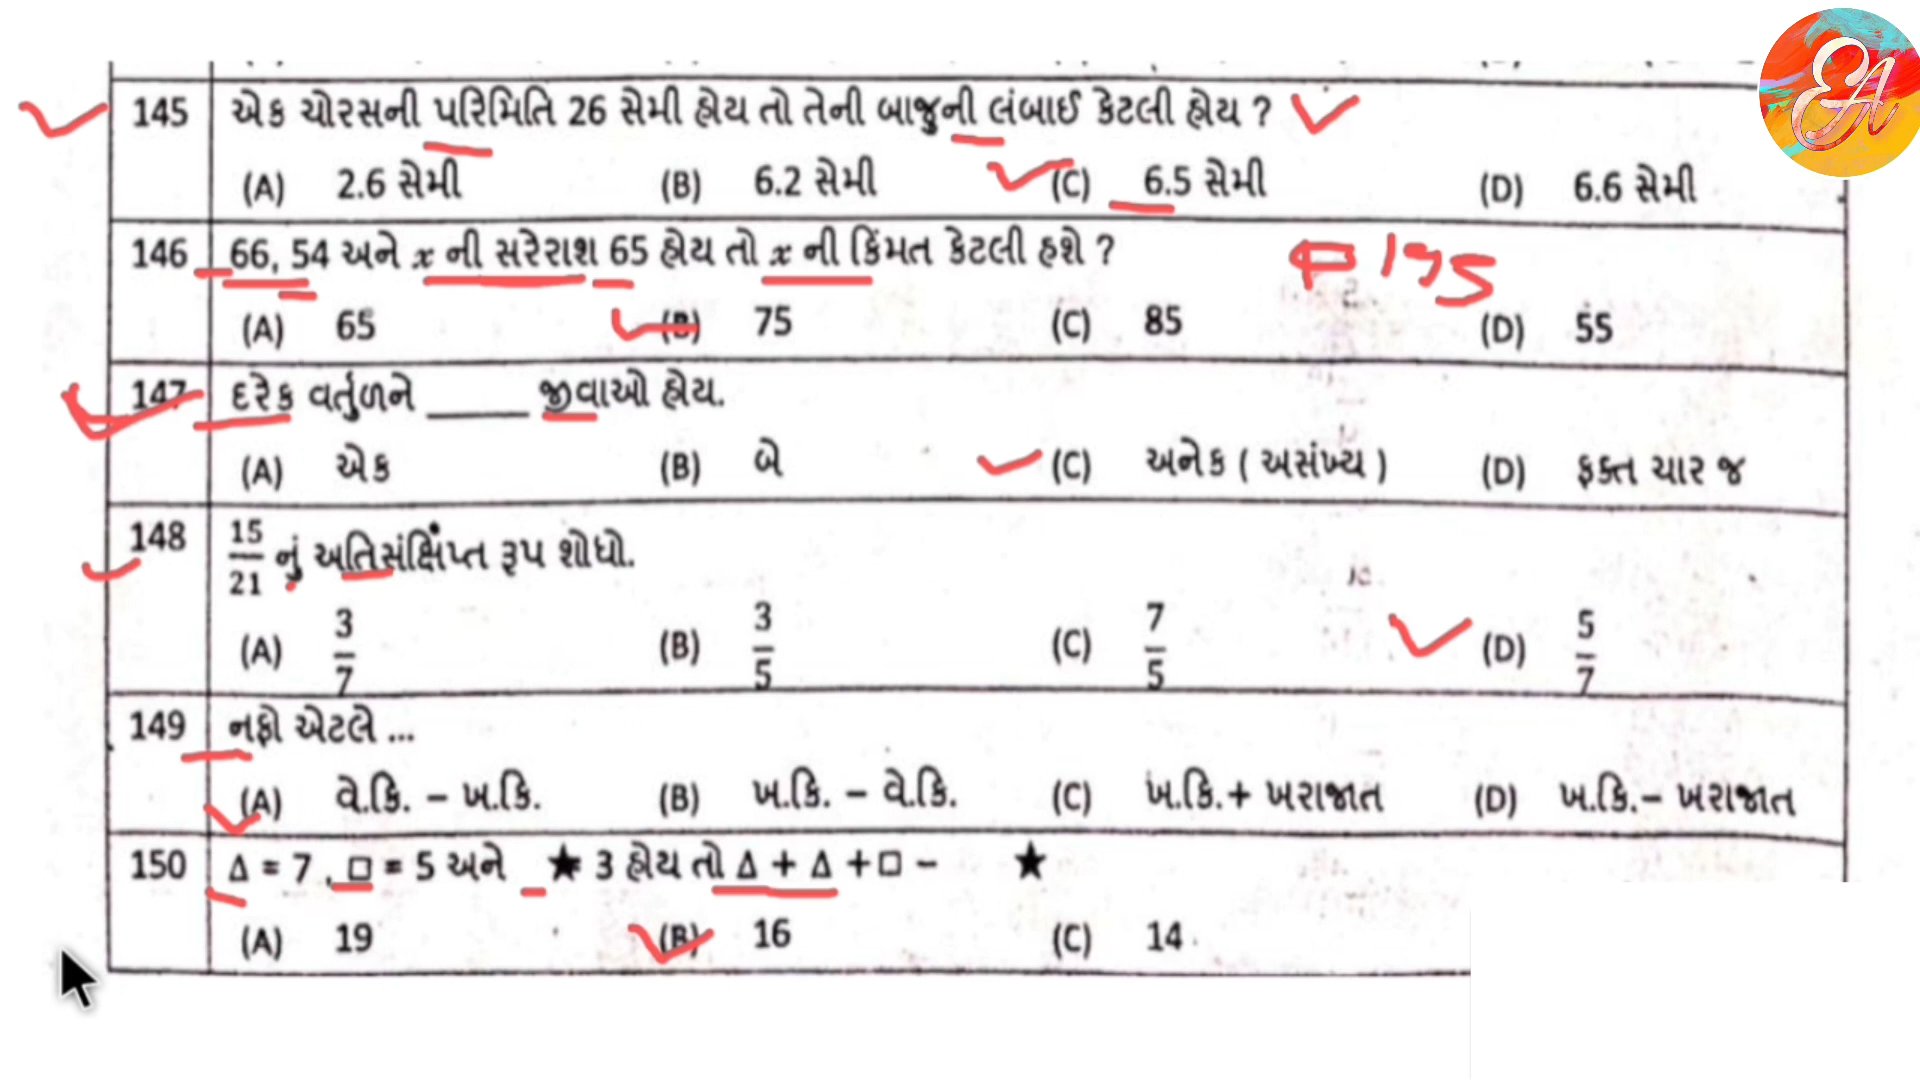 EA
145 એક ચોરસની પરિમિતિ 26 સેમી હોય તો તેની બાજુની લંબાઈ કેટલી હોય ?
(A) 2.6 સેમી (B) 6.2 સેમી (C) 6.5 સેમી (D) 6.6 સેમી
146 66, 54 અને x ની સરેરાશ 65 હોય તો x ની કિંમત કેટલી હશે ? 195
(A) 65 (B) 75 (C) 85 (D) 55
147 દરેક વર્તુળને _____ જીવાઓ હોય.
(A) એક (B) બે (C) અનેક ( અસંખ્ય ) (D) ફક્ત ચાર જ
148 15/21 નું અતિસંક્ષિપ્ત રૂપ શોધો.
(A) 3/7 (B) 3/5 (C) 7/5 (D) 5/7
149 નફો એટલે ...
(A) વે.કિ. – ખ.કિ. (B) ખ.કિ. – વે.કિ. (C) ખ.કિ.+ ખરાજાત (D) ખ.કિ.– ખરાજાત
150 Δ = 7 , □ = 5 અને ★ = 3 હોય તો Δ + Δ + □ – ★
(A) 19 (B) 16 (C) 14